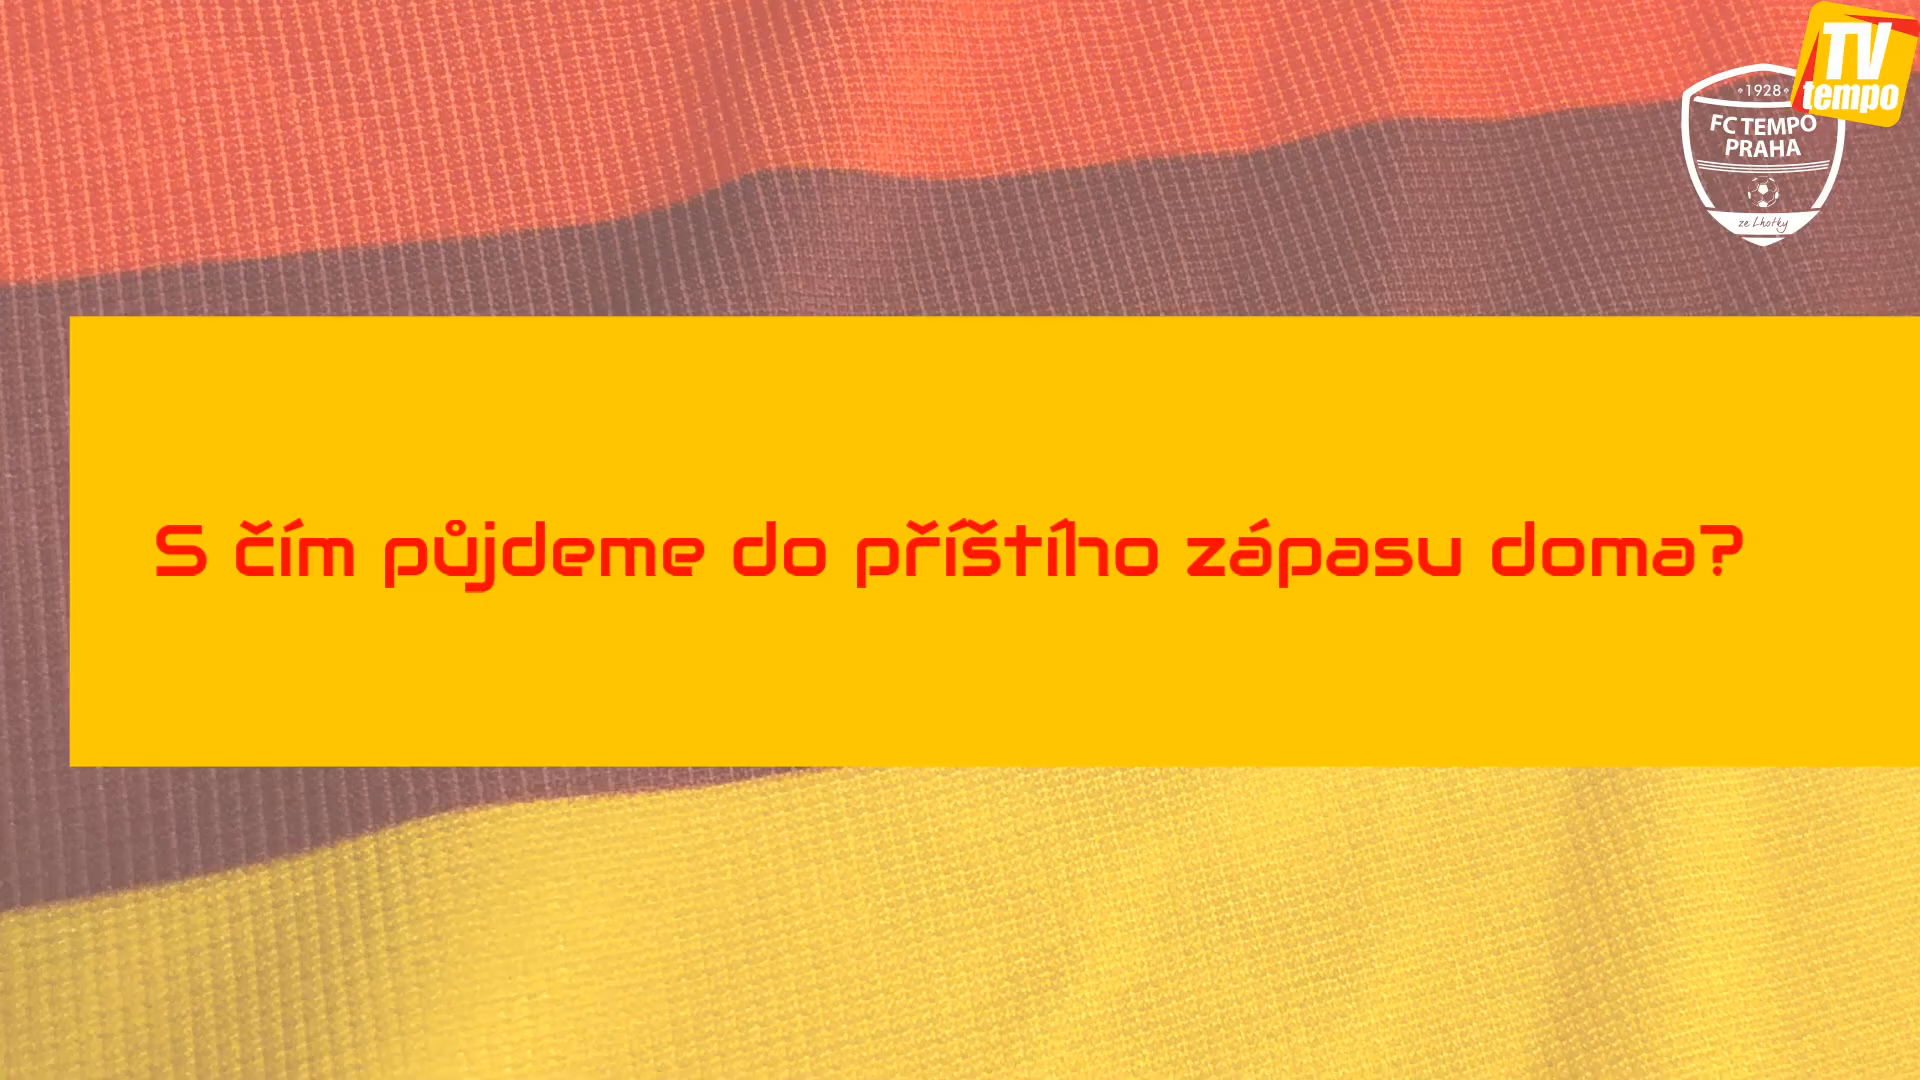 TV
tempo
1928
FC TEMPO
PRAHA
ze Lhotky
S čím půjdeme do příštího zápasu doma?